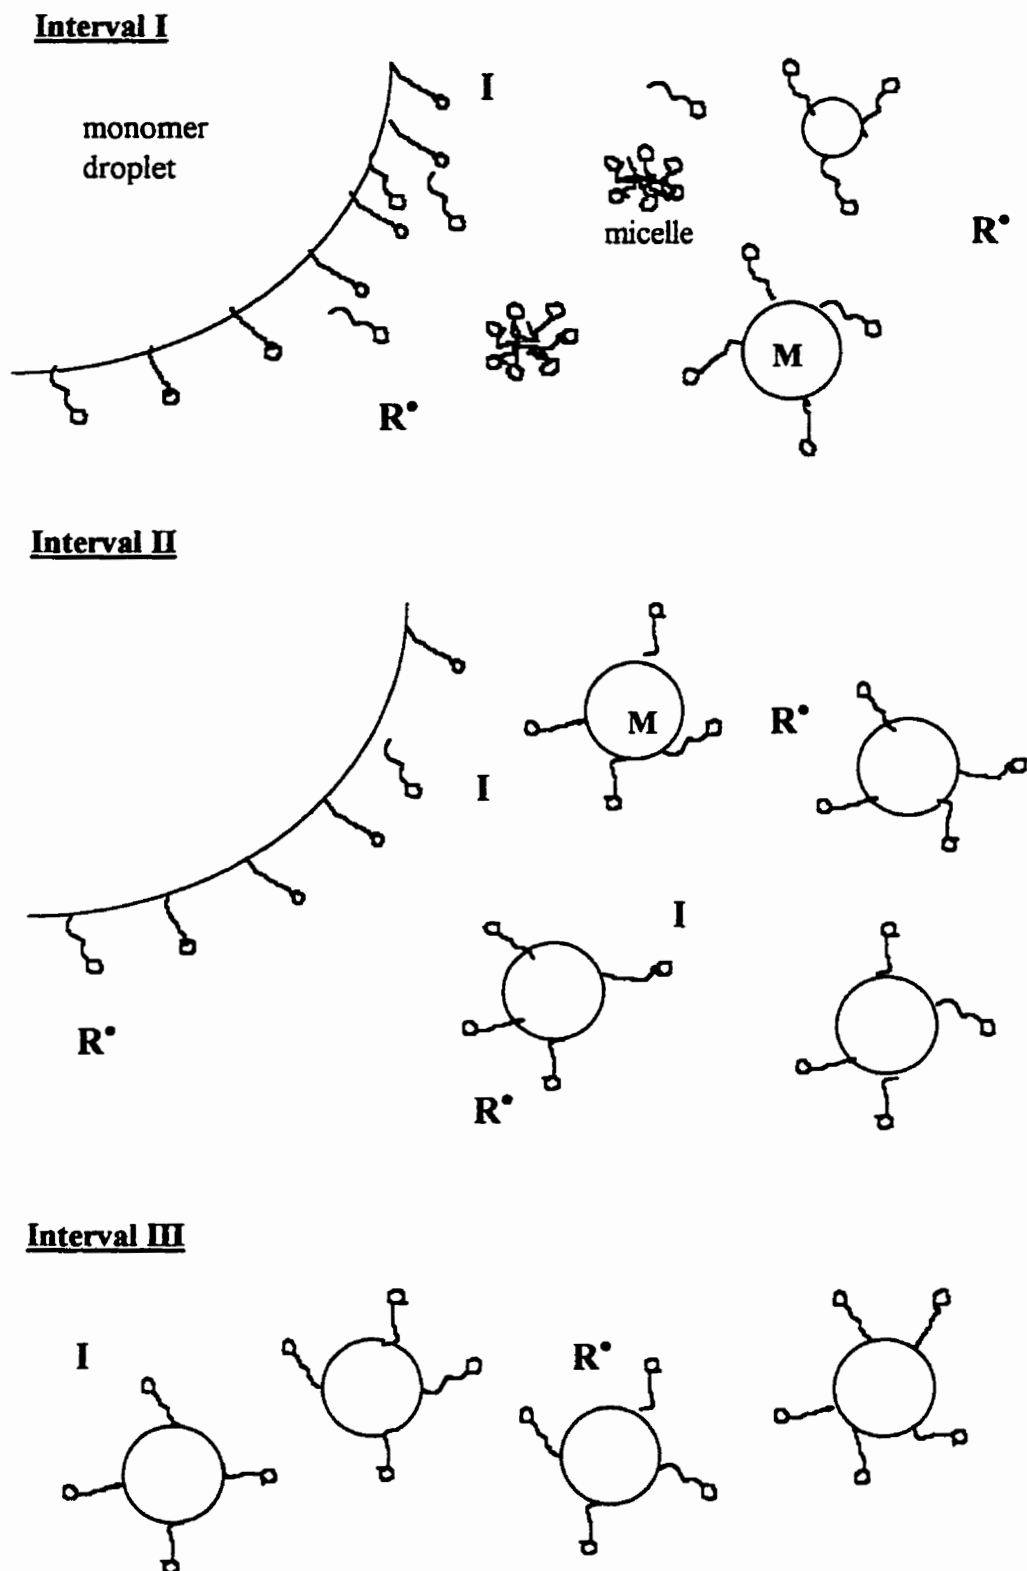 Interval I
I
monomer
droplet
micelle
R•
M
R•
Interval II
M
R•
I
I
R•
R•
Interval III
I
R•